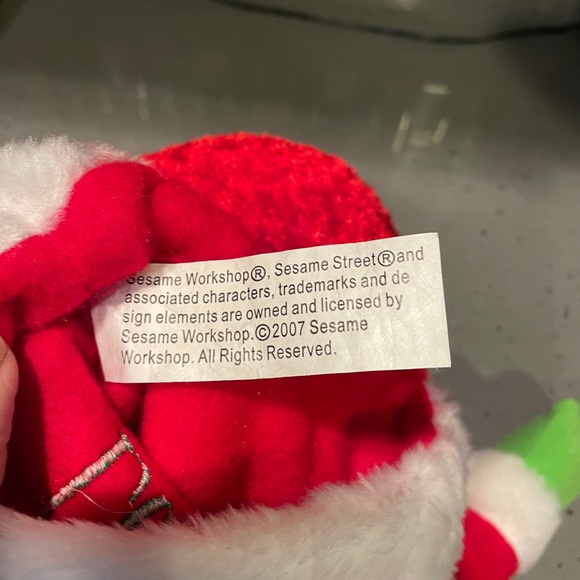 Sesame Workshop®, Sesame Street® and
associated characters, trademarks and de
sign elements are owned and licensed by
Sesame Workshop.©2007 Sesame
Workshop. All Rights Reserved.